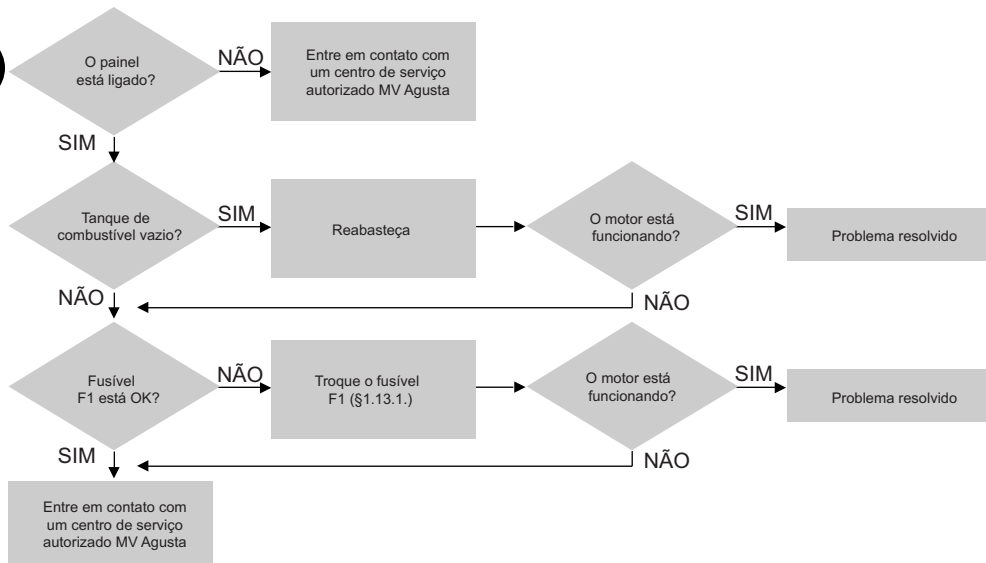 O painel
está ligado?
NÃO
Entre em contato com
um centro de serviço
autorizado MV Agusta
SIM
Tanque de
combustível vazio?
SIM
Reabasteça
O motor está
funcionando?
SIM
Problema resolvido
NÃO
NÃO
Fusível
F1 está OK?
NÃO
Troque o fusível
F1 (§1.13.1.)
O motor está
funcionando?
SIM
Problema resolvido
SIM
NÃO
Entre em contato com
um centro de serviço
autorizado MV Agusta